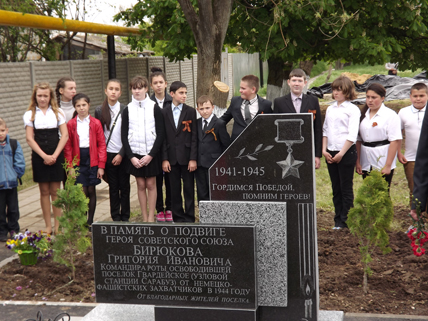 1941-1945
ГОРДИМСЯ ПОБЕДОЙ,
ПОМНИМ ГЕРОЕВ!
В ПАМЯТЬ О ПОДВИГЕ
ГЕРОЯ СОВЕТСКОГО СОЮЗА
БИРЮКОВА
ГРИГОРИЯ ИВАНОВИЧА
КОМАНДИРА РОТЫ, ОСВОБОДИВШЕЙ
ПОСЕЛОК ГВАРДЕЙСКОЕ (УЗЛОВОЙ
СТАНЦИИ САРАБУЗ) ОТ НЕМЕЦКО-
ФАШИСТСКИХ ЗАХВАТЧИКОВ В 1944 ГОДУ
ОТ БЛАГОДАРНЫХ ЖИТЕЛЕЙ ПОСЕЛКА